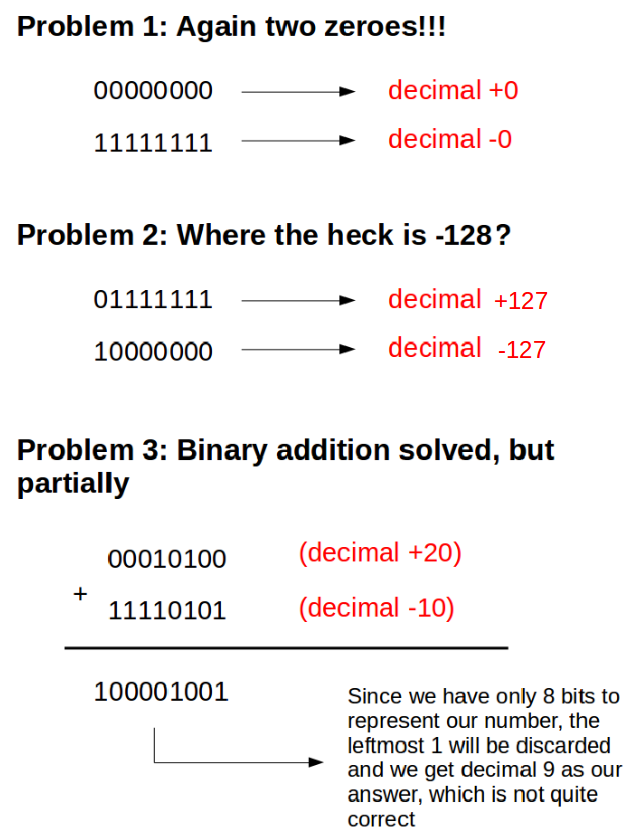 Problem 1: Again two zeroes!!!
00000000 decimal +0
11111111 decimal -0
Problem 2: Where the heck is -128?
01111111 decimal +127
10000000 decimal -127
Problem 3: Binary addition solved, but
partially
00010100 (decimal +20)
+
11110101 (decimal -10)
100001001
Since we have only 8 bits to
represent our number, the
leftmost 1 will be discarded
and we get decimal 9 as our
answer, which is not quite
correct